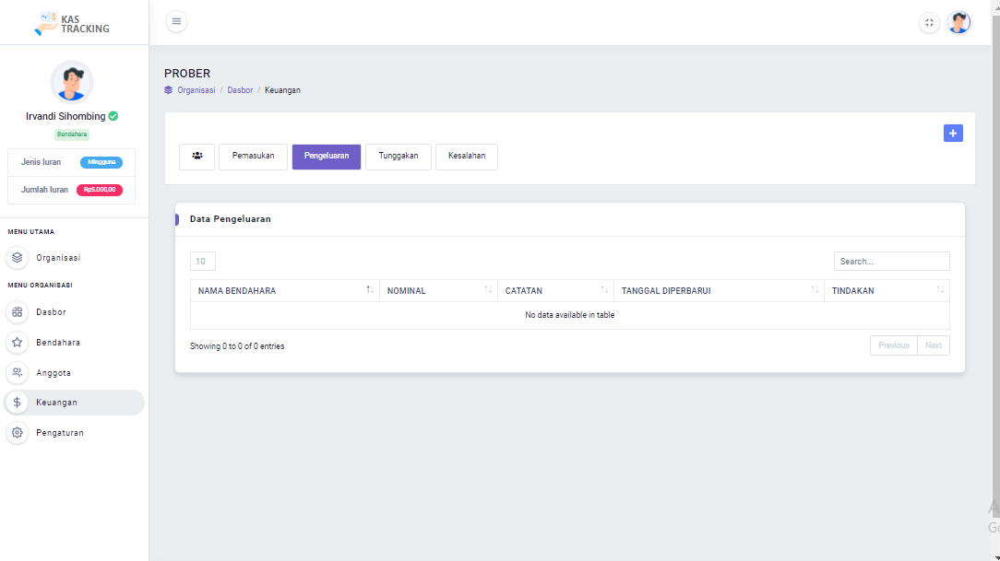 KAS
TRACKING
Irvandi Sihombing
Bendahara
Jenis Iuran
Mingguna
Jumlah Iuran
Rp5.000,00
MENU UTAMA
Organisasi
MENU ORGANISASI
Dasbor
Bendahara
Anggota
Keuangan
Pengaturan
PROBER
Organisasi / Dasbor / Keuangan
Pemasukan
Pengeluaran
Tunggakan
Kesalahan
Data Pengeluaran
10
Search...
NAMA BENDAHARA
NOMINAL
CATATAN
TANGGAL DIPERBARUI
TINDAKAN
No data available in table
Showing 0 to 0 of 0 entries
Previous
Next